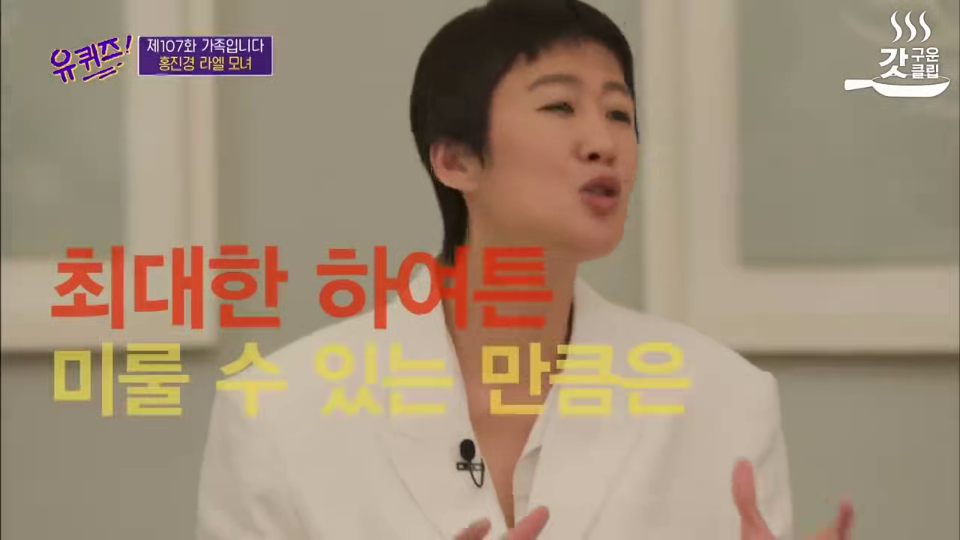 유퀴즈!
제107화 가족입니다
홍진경 라엘 모녀
갓구운
클립
최대한 하여튼
미룰 수 있는 만큼은